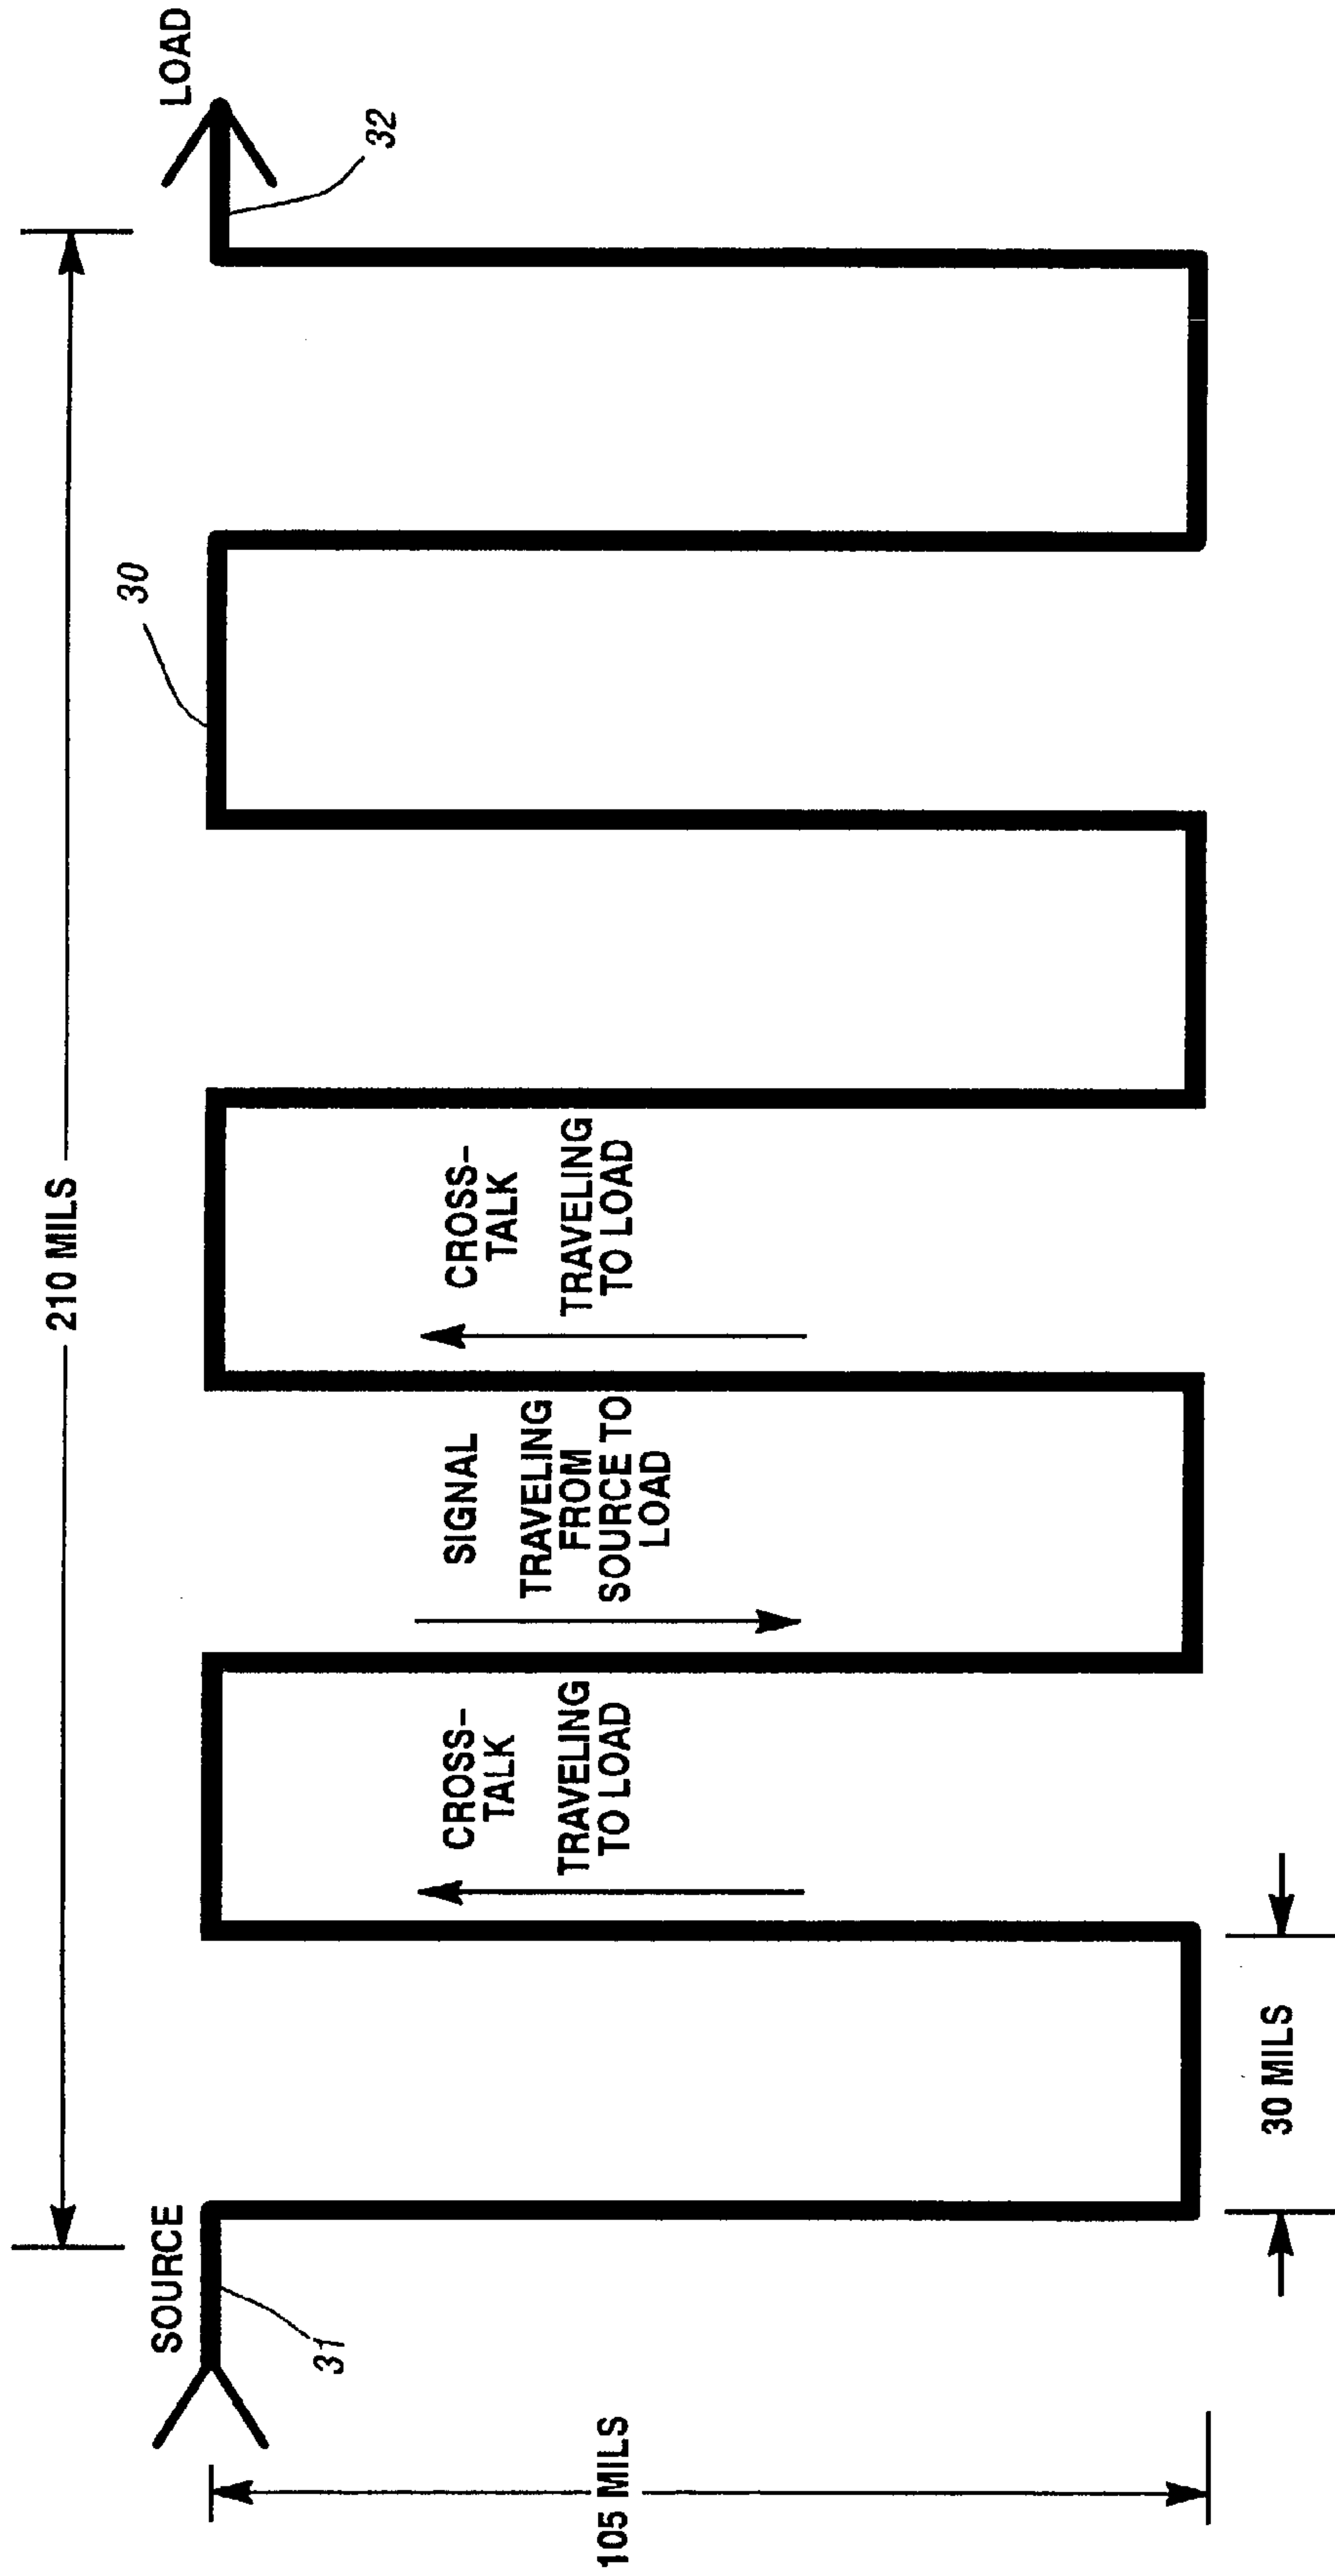 210 MILS
SOURCE
LOAD
31
30
32
105 MILS
CROSS-
TALK
TRAVELING
TO LOAD
SIGNAL
TRAVELING
FROM
SOURCE TO
LOAD
CROSS-
TALK
TRAVELING
TO LOAD
30 MILS